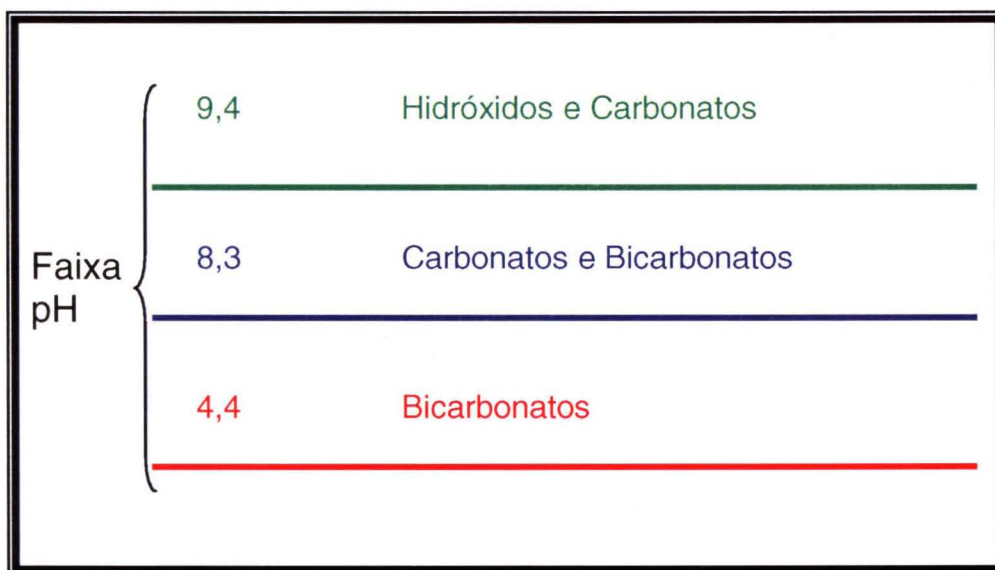 9,4 Hidróxidos e Carbonatos
Faixa
pH
8,3 Carbonatos e Bicarbonatos
4,4 Bicarbonatos